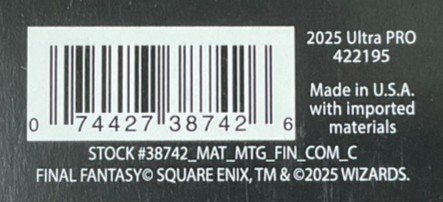 2025 Ultra PRO
422195
Made in U.S.A.
with imported
materials
0 74427 38742 6
STOCK #38742_MAT_MTG_FIN_COM_C
FINAL FANTASY© SQUARE ENIX, TM & ©2025 WIZARDS.